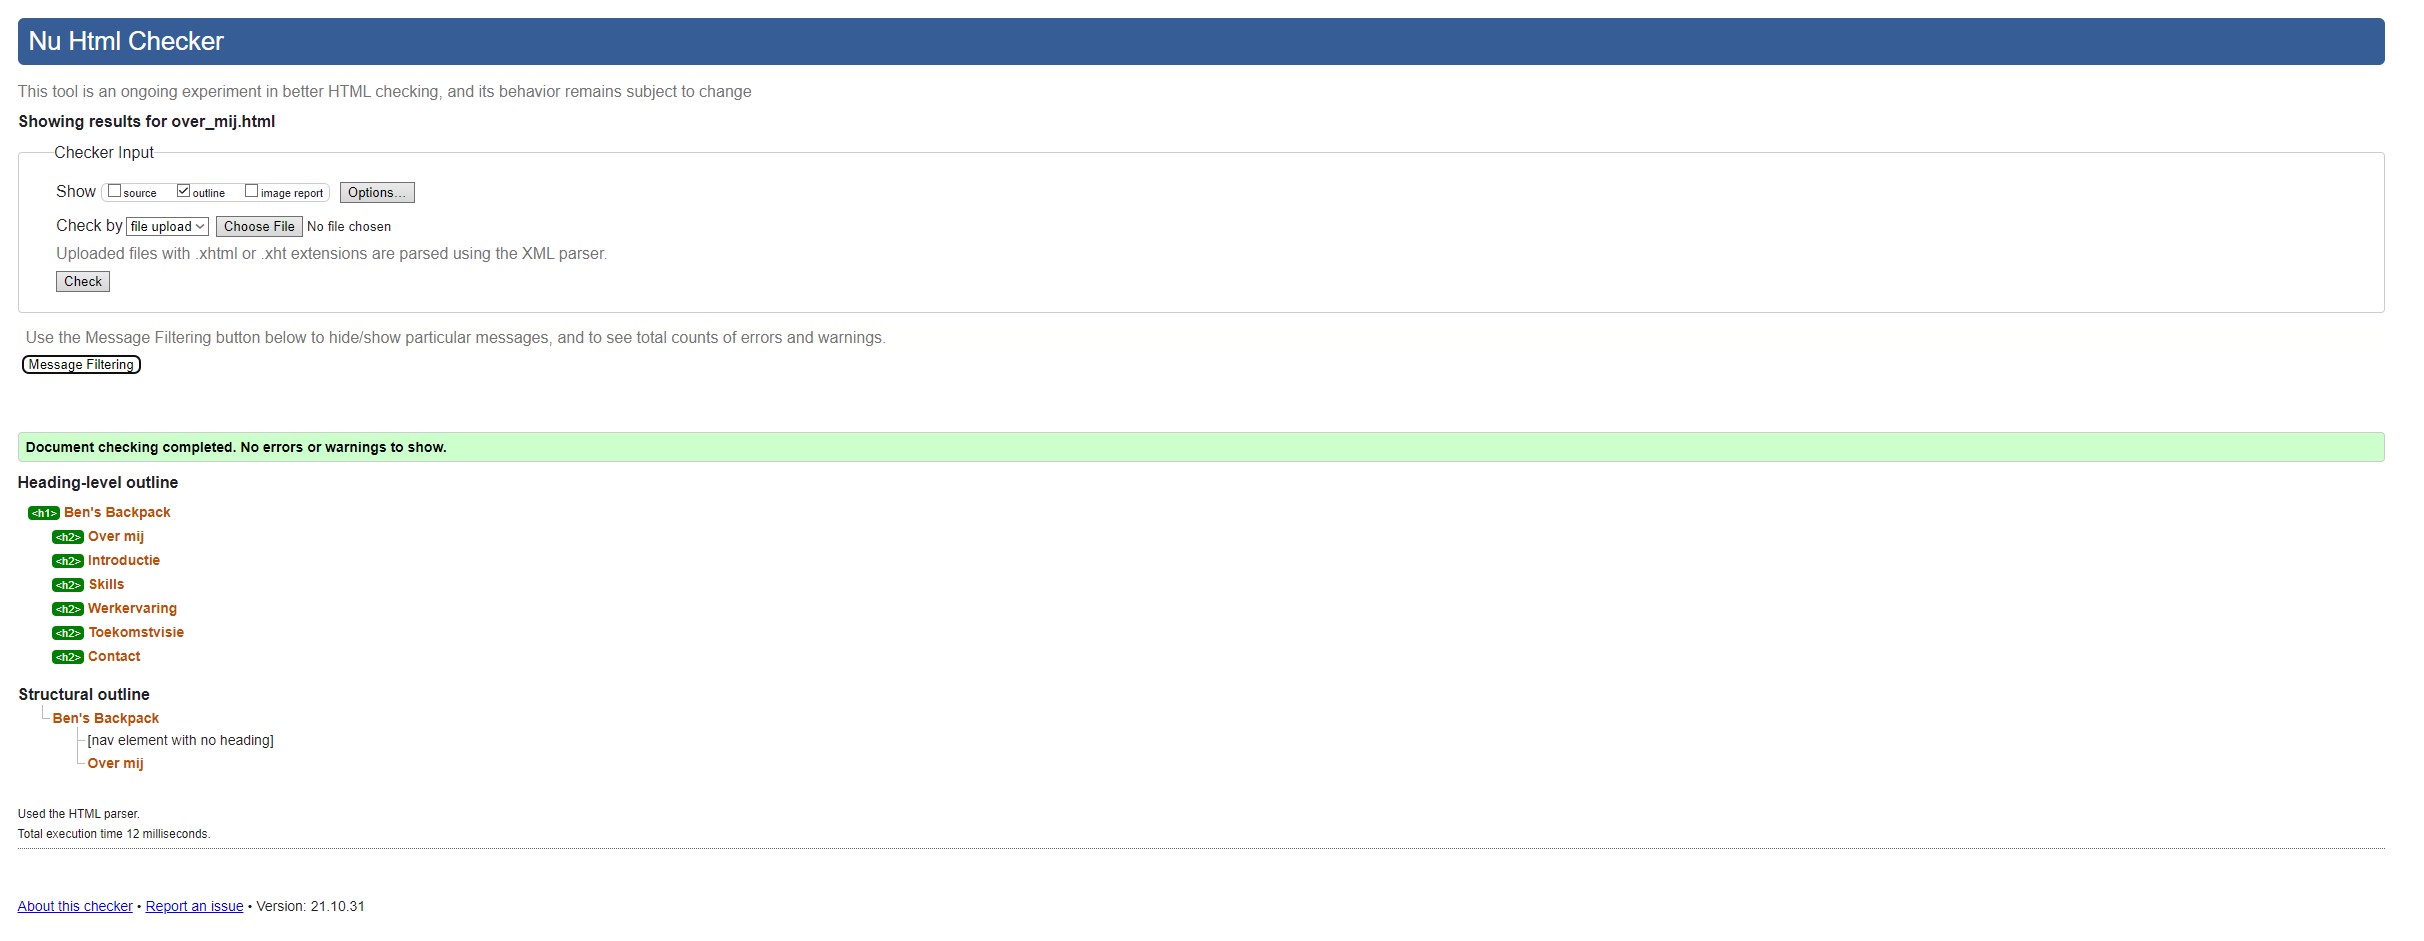 Nu Html Checker
This tool is an ongoing experiment in better HTML checking, and its behavior remains subject to change
Showing results for over_mij.html
Checker Input
Show source outline image report Options...
Check by file upload Choose File No file chosen
Uploaded files with .xhtml or .xht extensions are parsed using the XML parser.
Check
Use the Message Filtering button below to hide/show particular messages, and to see total counts of errors and warnings.
Message Filtering
Document checking completed. No errors or warnings to show.
Heading-level outline
<h1> Ben's Backpack
<h2> Over mij
<h2> Introductie
<h2> Skills
<h2> Werkervaring
<h2> Toekomstvisie
<h2> Contact
Structural outline
Ben's Backpack
[nav element with no heading]
Over mij
Used the HTML parser.
Total execution time 12 milliseconds.
About this checker • Report an issue • Version: 21.10.31